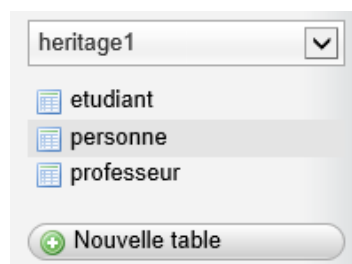 heritage1
etudiant
personne
professeur
Nouvelle table